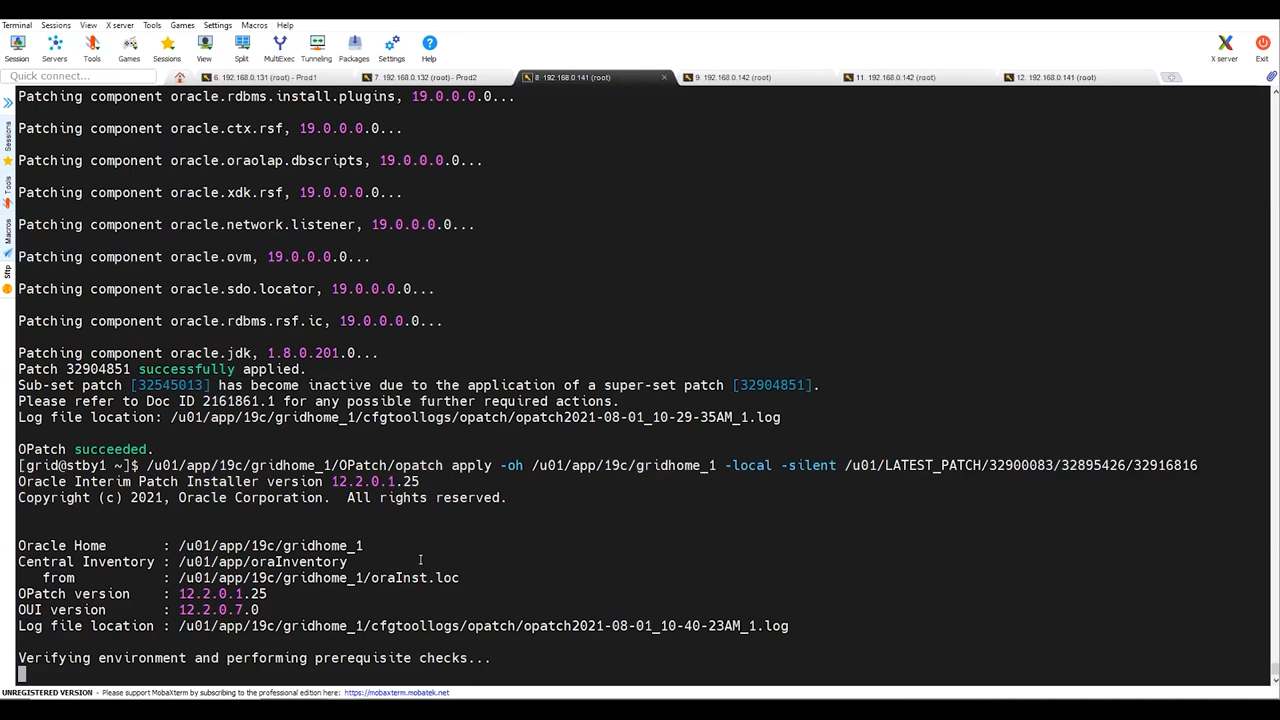 Terminal Sessions View X server Tools Games Settings Macros Help
Session Servers Tools Games Sessions View Split MultiExec Tunneling Packages Settings Help X server Exit
Quick connect... 6. 192.168.0.131 (root) - Prod1 7. 192.168.0.132 (root) - Prod2 8. 192.168.0.141 (root) 9. 192.168.0.142 (root) 11. 192.168.0.142 (root) 12. 192.168.0.141 (root)
Sessions
Tools
Macros
Sftp
Patching component oracle.rdbms.install.plugins, 19.0.0.0.0...
Patching component oracle.ctx.rsf, 19.0.0.0.0...
Patching component oracle.oraolap.dbscripts, 19.0.0.0.0...
Patching component oracle.xdk.rsf, 19.0.0.0.0...
Patching component oracle.network.listener, 19.0.0.0.0...
Patching component oracle.ovm, 19.0.0.0.0...
Patching component oracle.sdo.locator, 19.0.0.0.0...
Patching component oracle.rdbms.rsf.ic, 19.0.0.0.0...
Patching component oracle.jdk, 1.8.0.201.0...
Patch 32904851 successfully applied.
Sub-set patch [32545013] has become inactive due to the application of a super-set patch [32904851].
Please refer to Doc ID 2161861.1 for any possible further required actions.
Log file location: /u01/app/19c/gridhome_1/cfgtoollogs/opatch/opatch2021-08-01_10-29-35AM_1.log
OPatch succeeded.
[grid@stby1 ~]$ /u01/app/19c/gridhome_1/OPatch/opatch apply -oh /u01/app/19c/gridhome_1 -local -silent /u01/LATEST_PATCH/32900083/32895426/32916816
Oracle Interim Patch Installer version 12.2.0.1.25
Copyright (c) 2021, Oracle Corporation.  All rights reserved.
Oracle Home : /u01/app/19c/gridhome_1
Central Inventory : /u01/app/oraInventory
from : /u01/app/19c/gridhome_1/oraInst.loc
OPatch version : 12.2.0.1.25
OUI version : 12.2.0.7.0
Log file location : /u01/app/19c/gridhome_1/cfgtoollogs/opatch/opatch2021-08-01_10-40-23AM_1.log
Verifying environment and performing prerequisite checks...
UNREGISTERED VERSION - Please support MobaXterm by subscribing to the professional edition here: https://mobaxterm.mobatek.net